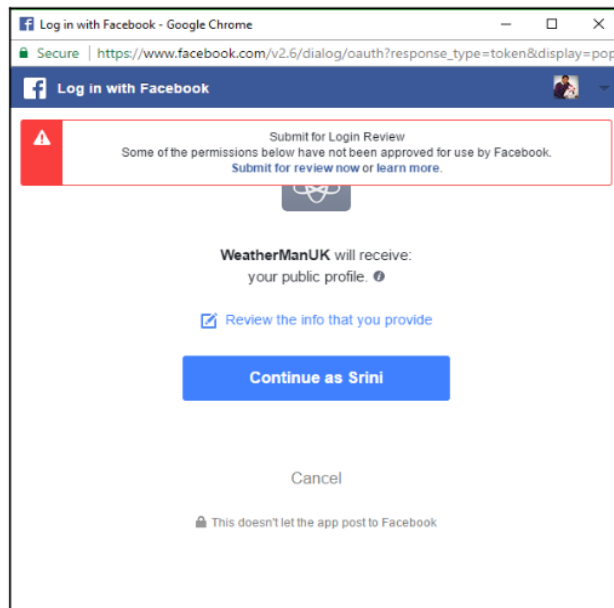 Log in with Facebook - Google Chrome
Secure | https://www.facebook.com/v2.6/dialog/oauth?response_type=token&display=pop
Log in with Facebook
Submit for Login Review
Some of the permissions below have not been approved for use by Facebook.
Submit for review now or learn more.
WeatherManUK will receive:
your public profile.
Review the info that you provide
Continue as Srini
Cancel
This doesn't let the app post to Facebook